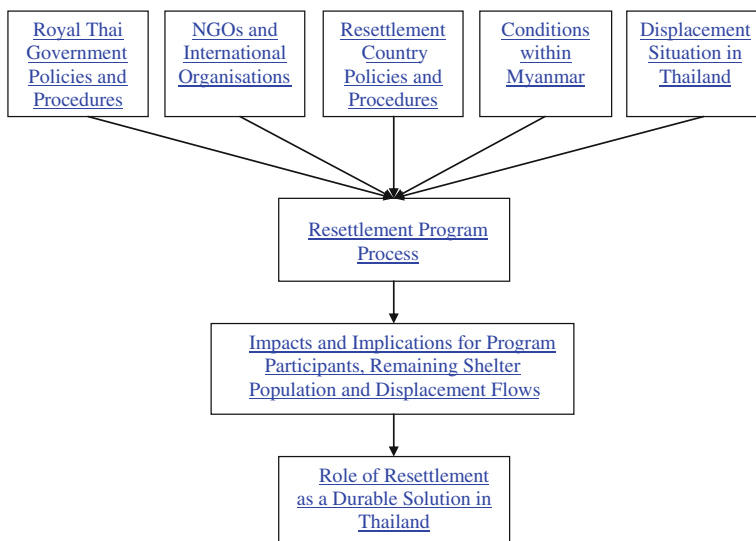 Royal Thai
Government
Policies and
Procedures
NGOs and
International
Organisations
Resettlement
Country
Policies and
Procedures
Conditions
within
Myanmar
Displacement
Situation in
Thailand
Resettlement Program
Process
Impacts and Implications for Program
Participants, Remaining Shelter
Population and Displacement Flows
Role of Resettlement
as a Durable Solution in
Thailand